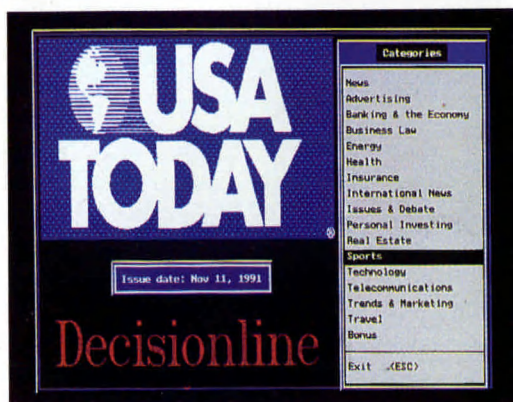 USA
TODAY®
Issue date: Nov 11, 1991
Decisionline
Categories
News
Advertising
Banking & the Economy
Business Law
Energy
Health
Insurance
International News
Issues & Debate
Personal Investing
Real Estate
Sports
Technology
Telecommunications
Trends & Marketing
Travel
Bonus
Exit <ESC>